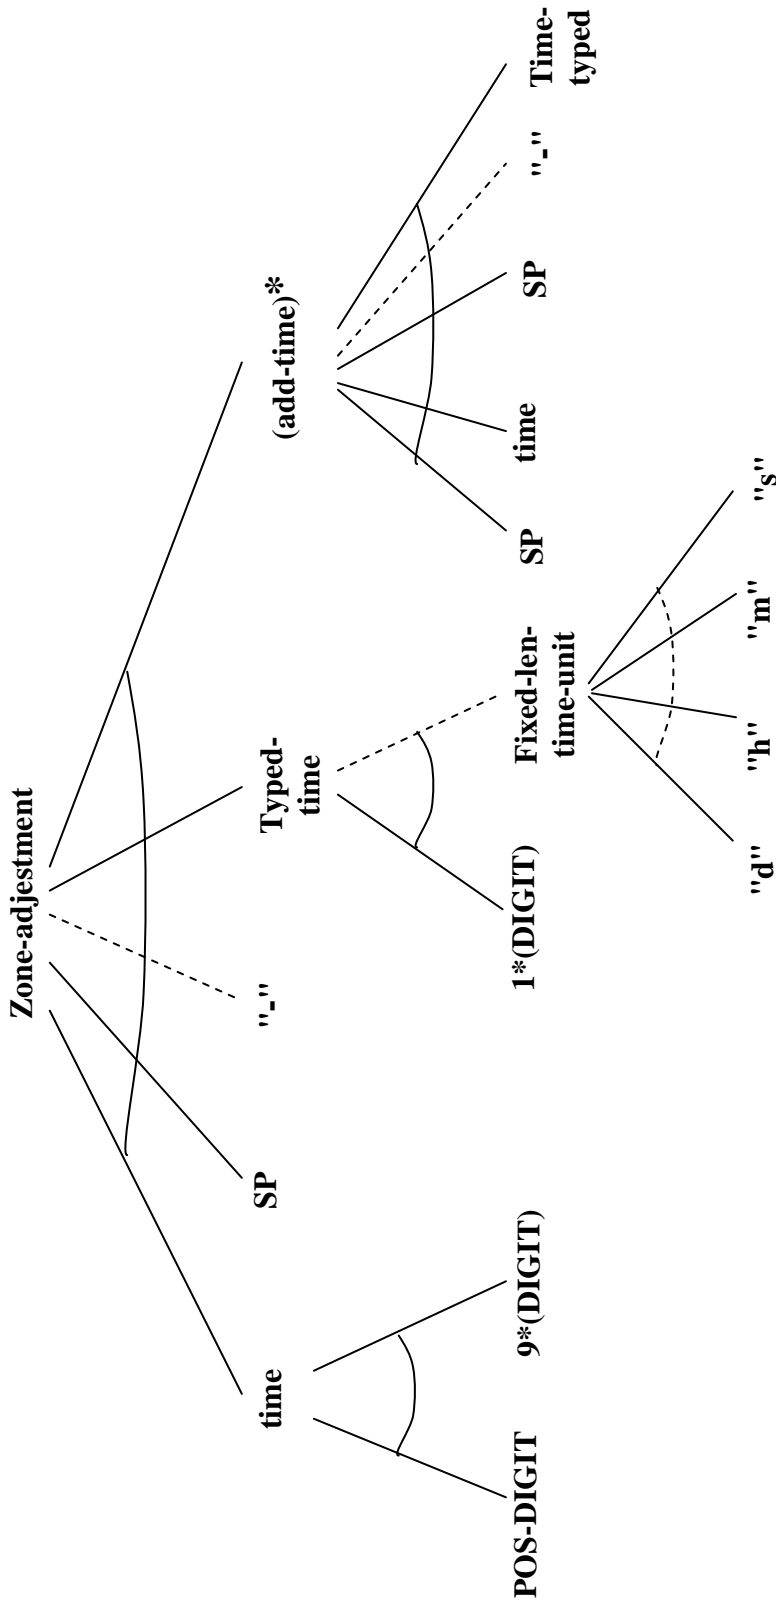 Zone-adjestment
time
SP
"-"
Typed-
time
(add-time)*
POS-DIGIT
9*(DIGIT)
1*(DIGIT)
Fixed-len-
time-unit
SP
time
SP
"-"
Time-
typed
"d"
"h"
"m"
"s"